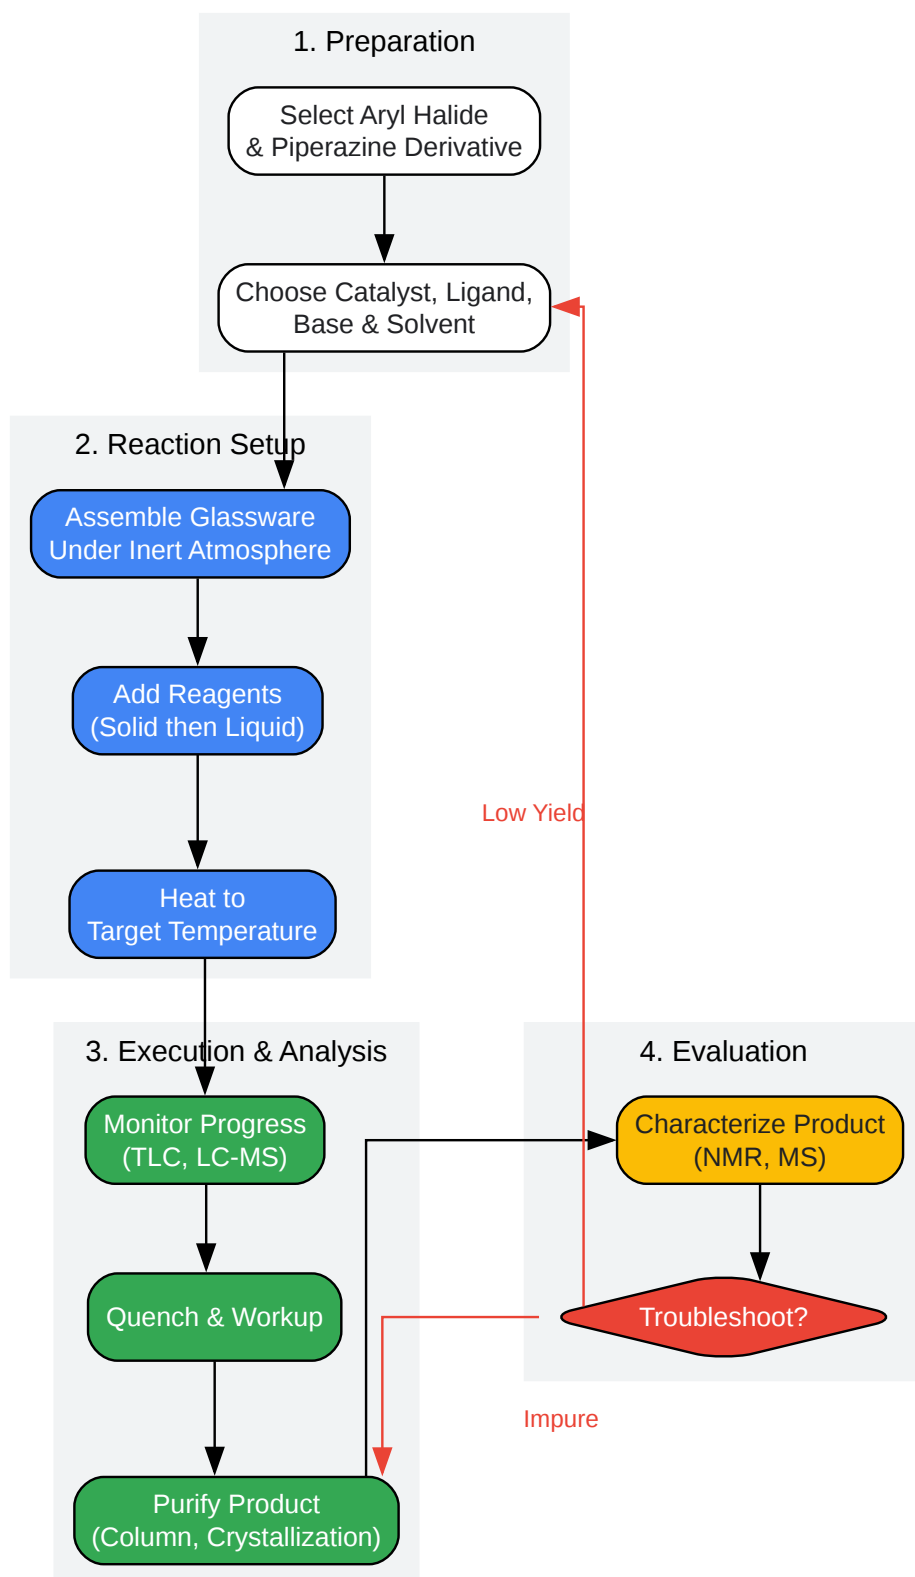 1. Preparation
Select Aryl Halide
& Piperazine Derivative
Choose Catalyst, Ligand,
Base & Solvent
2. Reaction Setup
Assemble Glassware
Under Inert Atmosphere
Add Reagents
(Solid then Liquid)
Low Yield
Heat to
Target Temperature
3. Execution & Analysis
Monitor Progress
(TLC, LC-MS)
Quench & Workup
Purify Product
(Column, Crystallization)
4. Evaluation
Characterize Product
(NMR, MS)
Troubleshoot?
Impure